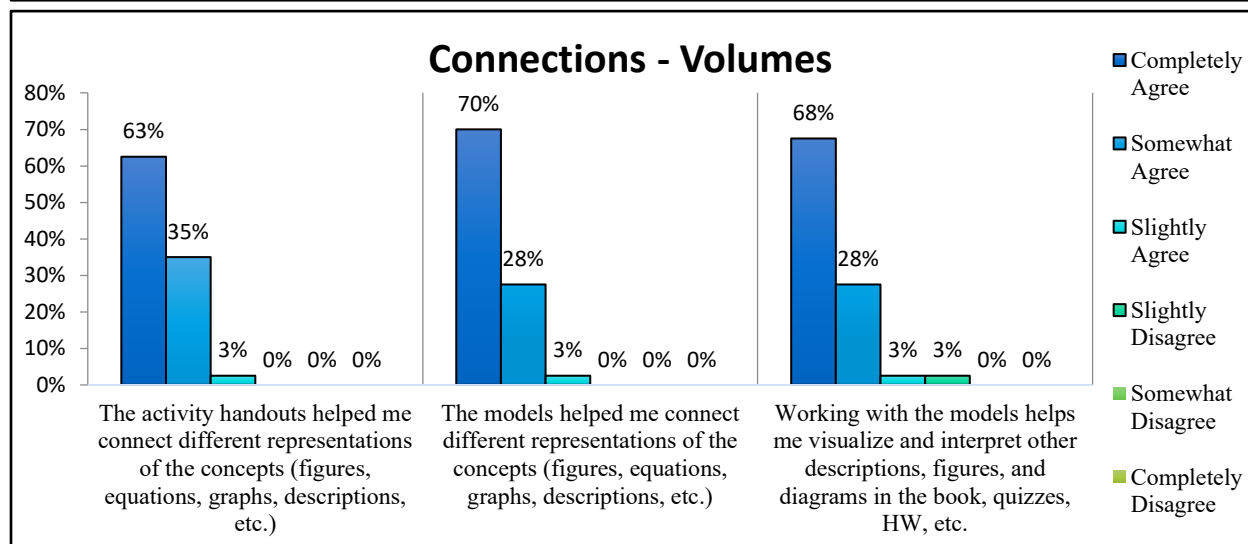 Connections - Volumes
80%
70%
60%
50%
40%
30%
20%
10%
0%
63%
35%
3%
0% 0% 0%
70%
28%
3%
0% 0% 0%
68%
28%
3% 3%
0% 0%
The activity handouts helped me
connect different representations
of the concepts (figures,
equations, graphs, descriptions,
etc.)
The models helped me connect
different representations of the
concepts (figures, equations,
graphs, descriptions, etc.)
Working with the models helps
me visualize and interpret other
descriptions, figures, and
diagrams in the book, quizzes,
HW, etc.
Completely
Agree
Somewhat
Agree
Slightly
Agree
Slightly
Disagree
Somewhat
Disagree
Completely
Disagree